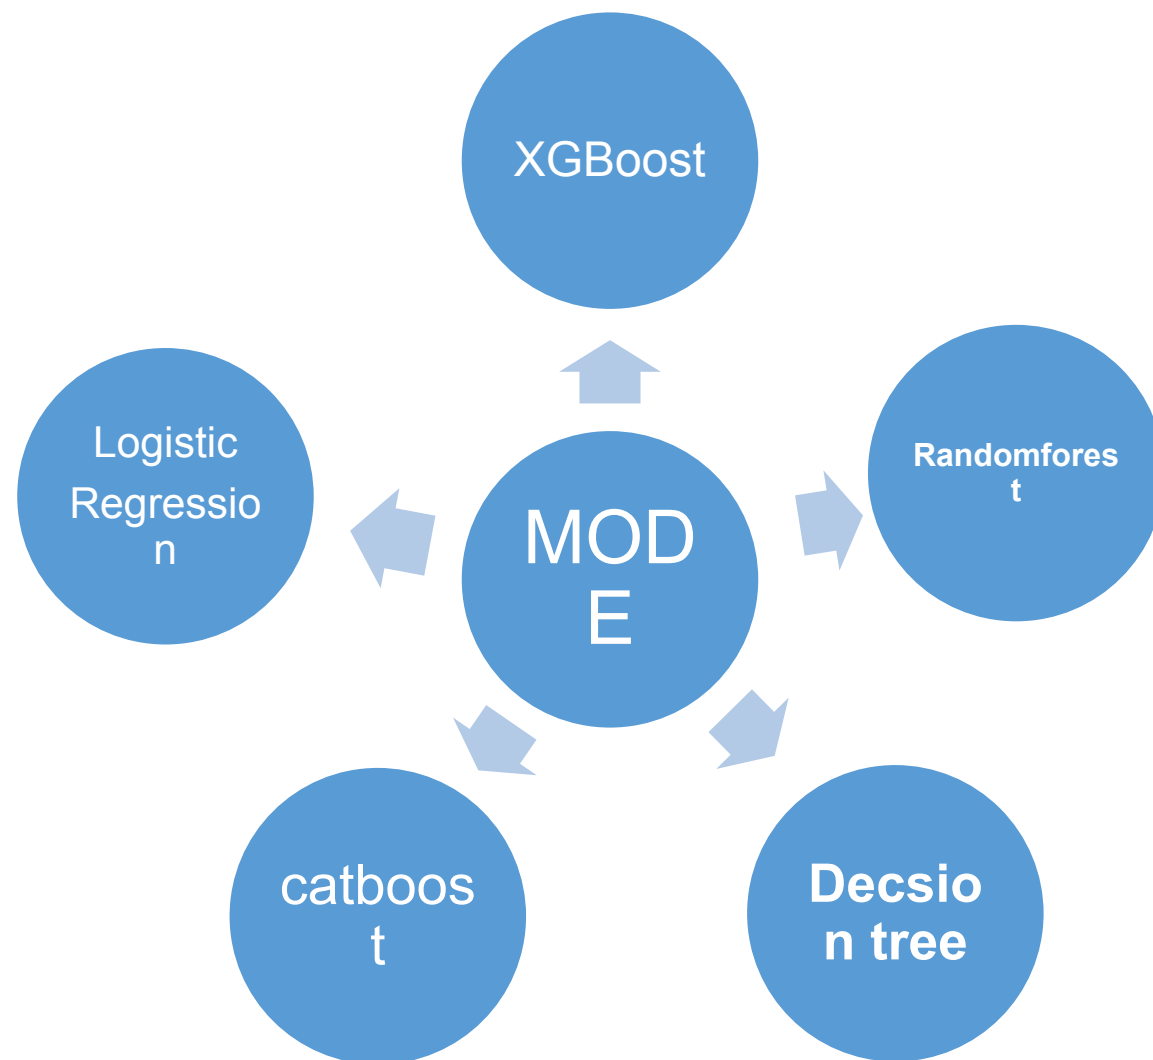 XGBoost
Logistic
Regressio
n
MOD
E
Randomfores
t
catboos
t
Decsio
n tree